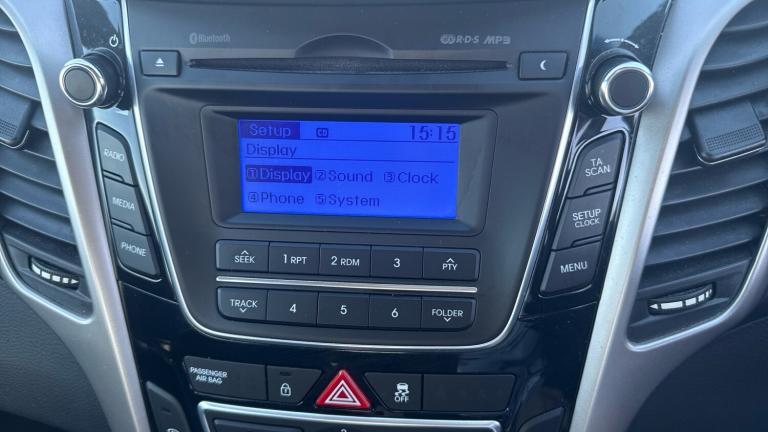 Bluetooth
R·D·S MP3
RADIO
MEDIA
PHONE
Setup CD 15:15
Display
①Display ②Sound ③Clock
④Phone ⑤System
TA
SCAN
SETUP
CLOCK
MENU
SEEK 1 RPT 2 RDM 3 PTY
TRACK 4 5 6 FOLDER
PASSENGER
AIR BAG
OFF